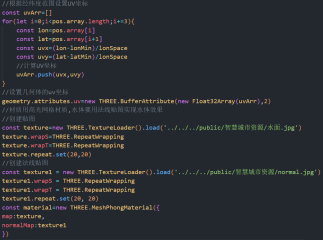 //根据经纬度范围设置UV坐标
const uvArr=[]
for(let i=0;i<pos.array.length;i+=3){
const lon=pos.array[i]
const lat=pos.array[i+1]
const uvx=(lon-lonMin)/lonSpace
const uvy=(lat-latMin)/lonSpace
//计算UV坐标
uvArr.push(uvx,uvy)
}
//设置几何体的uv坐标
geometry.attributes.uv=new THREE.BufferAttribute(new Float32Array(uvArr),2)
//创建贴图
const texture=new THREE.TextureLoader().load('../../../public/智慧城市资源/水面.jpg')
texture.wrapS=THREE.RepeatWrapping
texture.wrapT=THREE.RepeatWrapping
texture.repeat.set(20,20)
//创建法线贴图
const texture1 = new THREE.TextureLoader().load('../../../public/智慧城市资源/normal.jpg')
texture1.wrapS = THREE.RepeatWrapping
texture1.wrapT = THREE.RepeatWrapping
texture1.repeat.set(20, 20)
const material=new THREE.MeshPhongMaterial({
map:texture,
normalMap:texture1
})